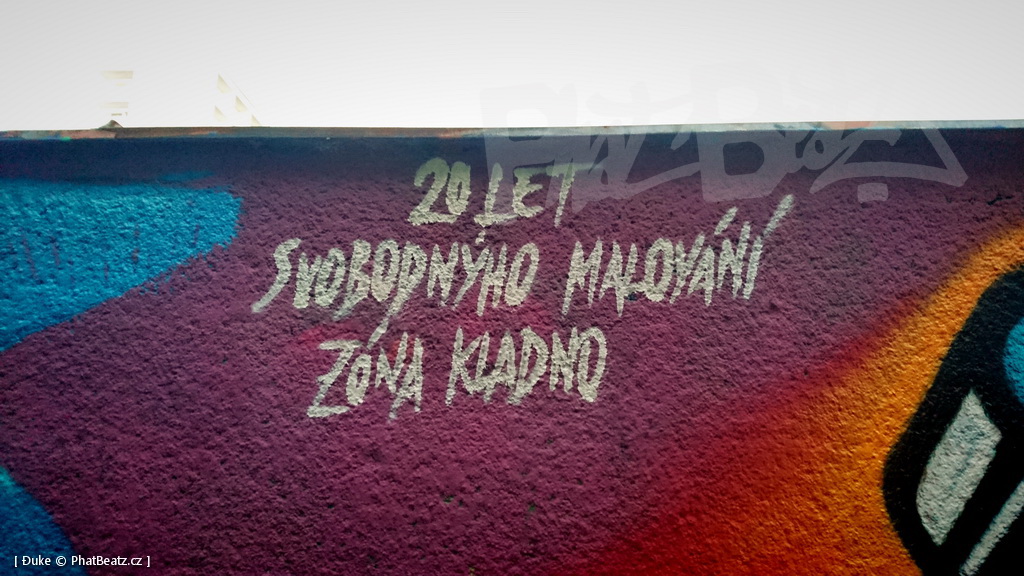 20 LET
SVOBODNÝHO MALOVÁNÍ
ZÓNA KLADNO
[ Đuke © PhatBeatz.cz ]